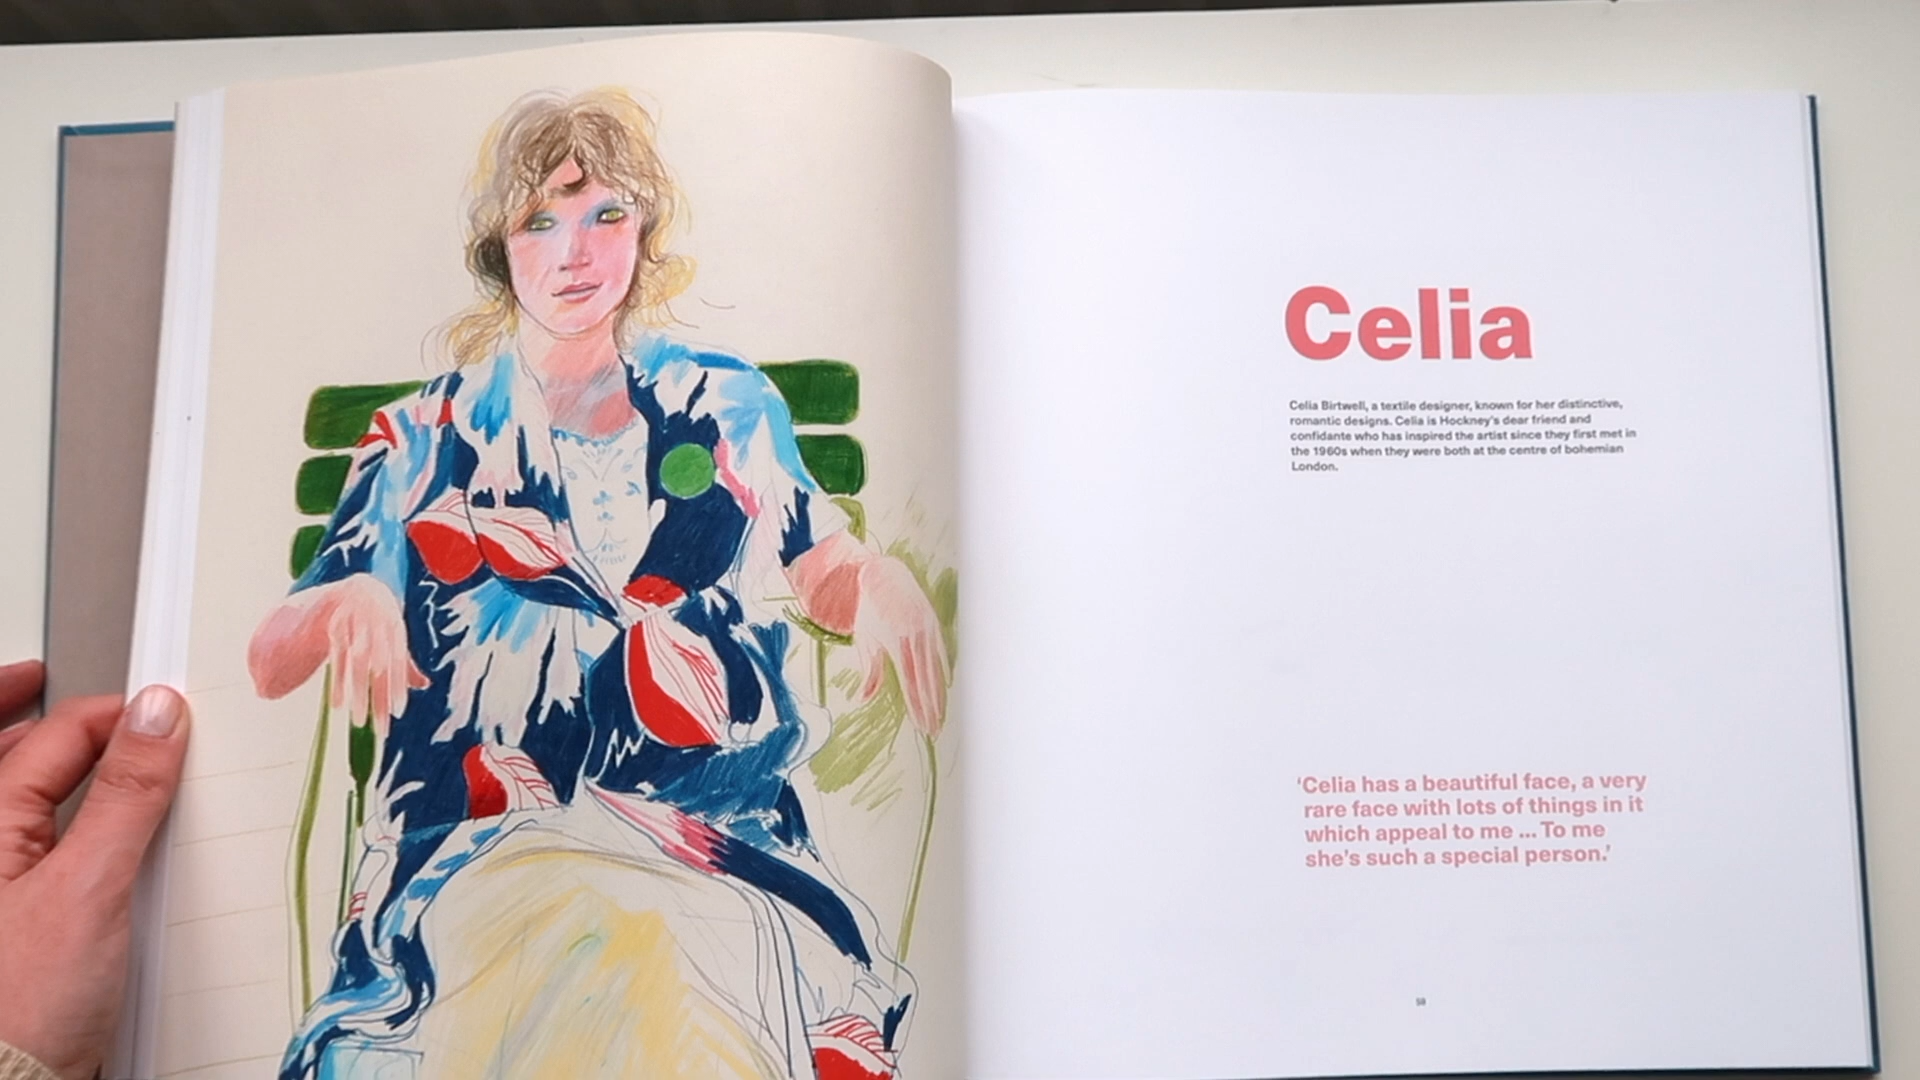 Celia
Celia Birtwell, a textile designer, known for her distinctive,
romantic designs. Celia is Hockney's dear friend and
confidante who has inspired the artist since they first met in
the 1960s when they were both at the centre of bohemian
London.
‘Celia has a beautiful face, a very
rare face with lots of things in it
which appeal to me ... To me
she's such a special person.’
58